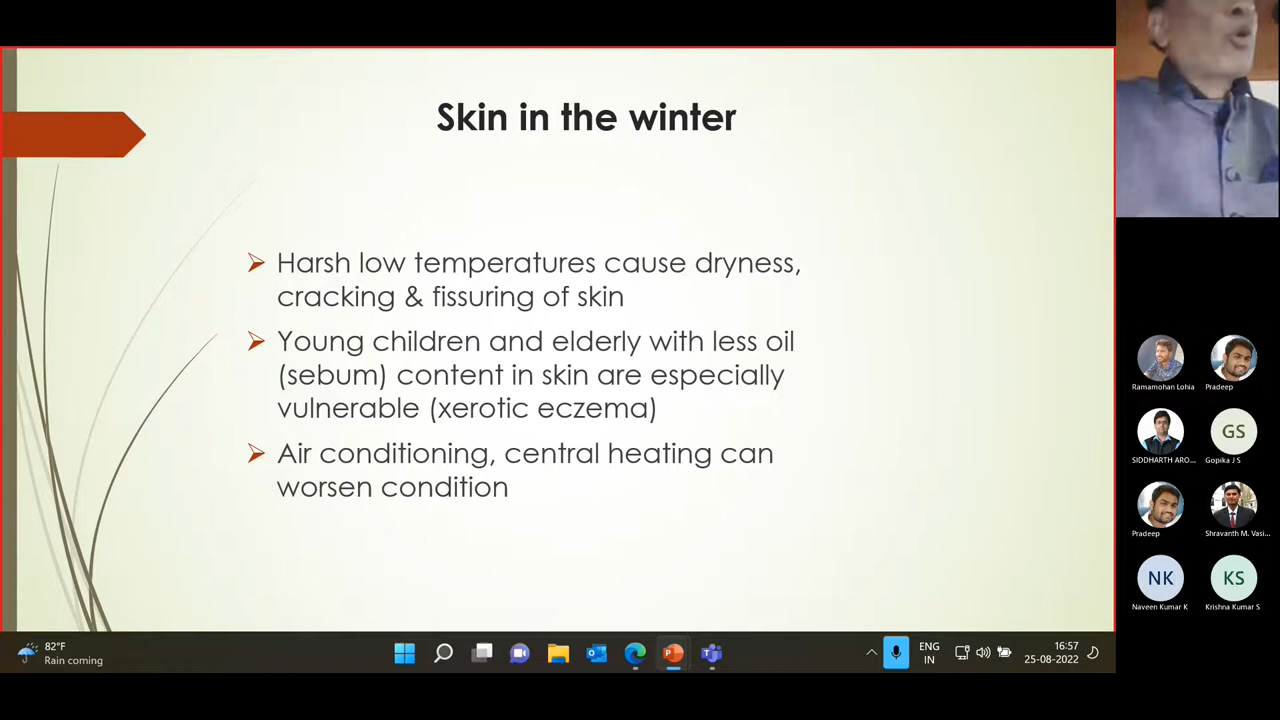 Skin in the winter
Harsh low temperatures cause dryness,
cracking & fissuring of skin
Young children and elderly with less oil
(sebum) content in skin are especially
vulnerable (xerotic eczema)
Air conditioning, central heating can
worsen condition
Ramamohan Lohia
Pradeep
SIDDHARTH ARO...
GS
Gopika J S
Pradeep
Shravanth M. Vasi...
NK
Naveen Kumar K
KS
Krishna Kumar S
82°F
Rain coming
ENG
IN
16:57
25-08-2022